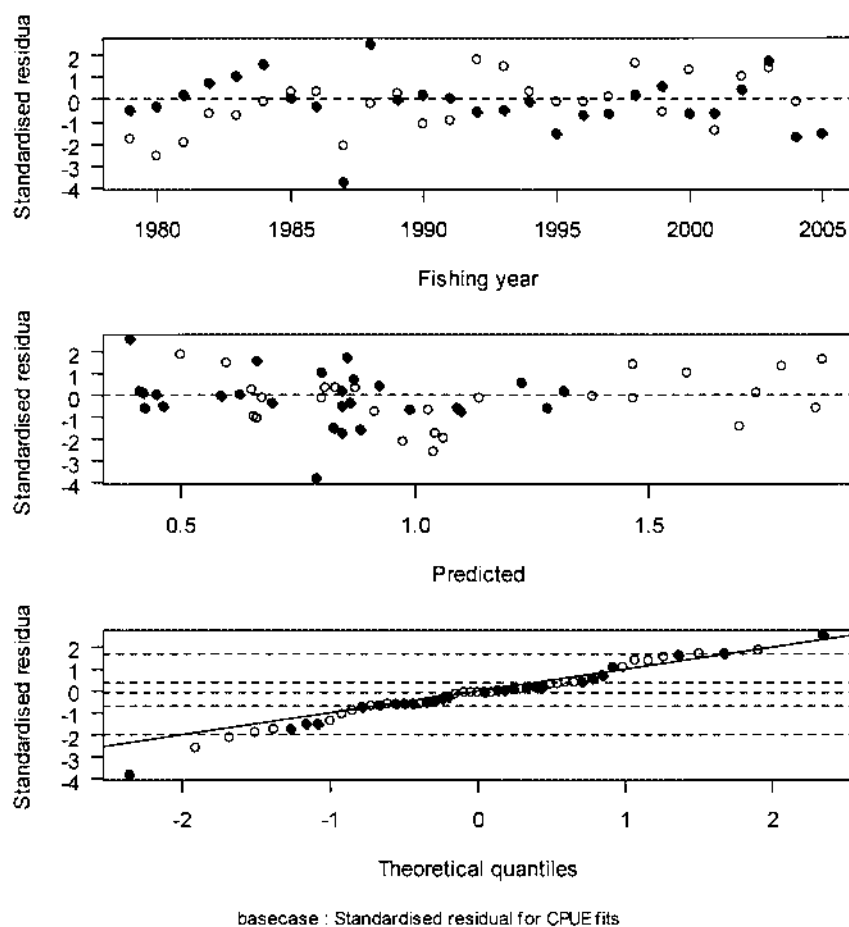 Standardised residua
2
1
0
-1
-2
-3
-4
1980 1985 1990 1995 2000 2005
Fishing year
Standardised residua
2
1
0
-1
-2
-3
-4
0.5 1.0 1.5
Predicted
Standardised residua
2
1
0
-1
-2
-3
-4
-2 -1 0 1 2
Theoretical quantiles
basecase : Standardised residual for CPUE fits